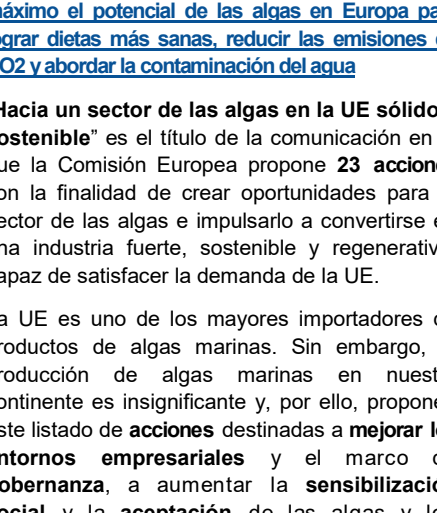 máximo el potencial de las algas en Europa pa
ograr dietas más sanas, reducir las emisiones
O2 y abordar la contaminación del agua
Hacia un sector de las algas en la UE sólido
ostenible” es el título de la comunicación en
ue la Comisión Europea propone 23 accione
on la finalidad de crear oportunidades para
ector de las algas e impulsarlo a convertirse e
na industria fuerte, sostenible y regenerativ
apaz de satisfacer la demanda de la UE.
a UE es uno de los mayores importadores
roductos de algas marinas. Sin embargo,
roducción de algas marinas en nuest
ontinente es insignificante y, por ello, propone
ste listado de acciones destinadas a mejorar l
ntornos empresariales y el marco
obernanza, a aumentar la sensibilizació
ocial y la aceptación de las algas y